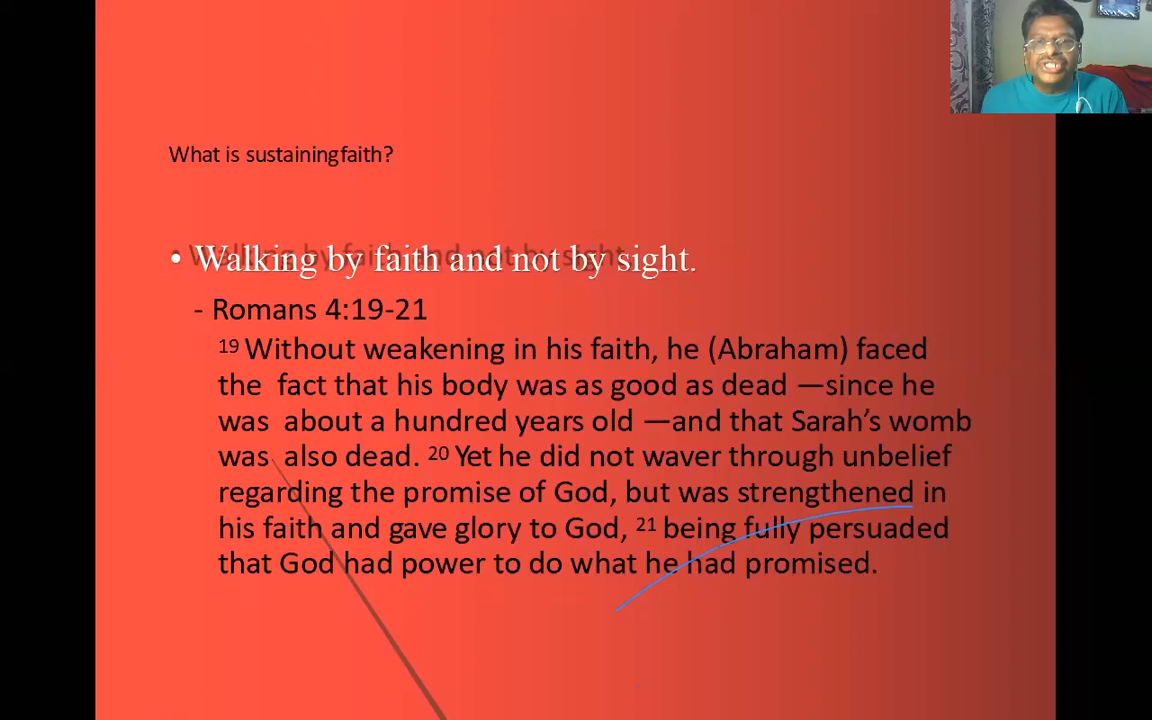 What is sustainingfaith?
• Walking by faith and not by sight.
- Romans 4:19-21
19 Without weakening in his faith, he (Abraham) faced
the fact that his body was as good as dead —since he
was about a hundred years old —and that Sarah’s womb
was also dead. 20 Yet he did not waver through unbelief
regarding the promise of God, but was strengthened in
his faith and gave glory to God, 21 being fully persuaded
that God had power to do what he had promised.